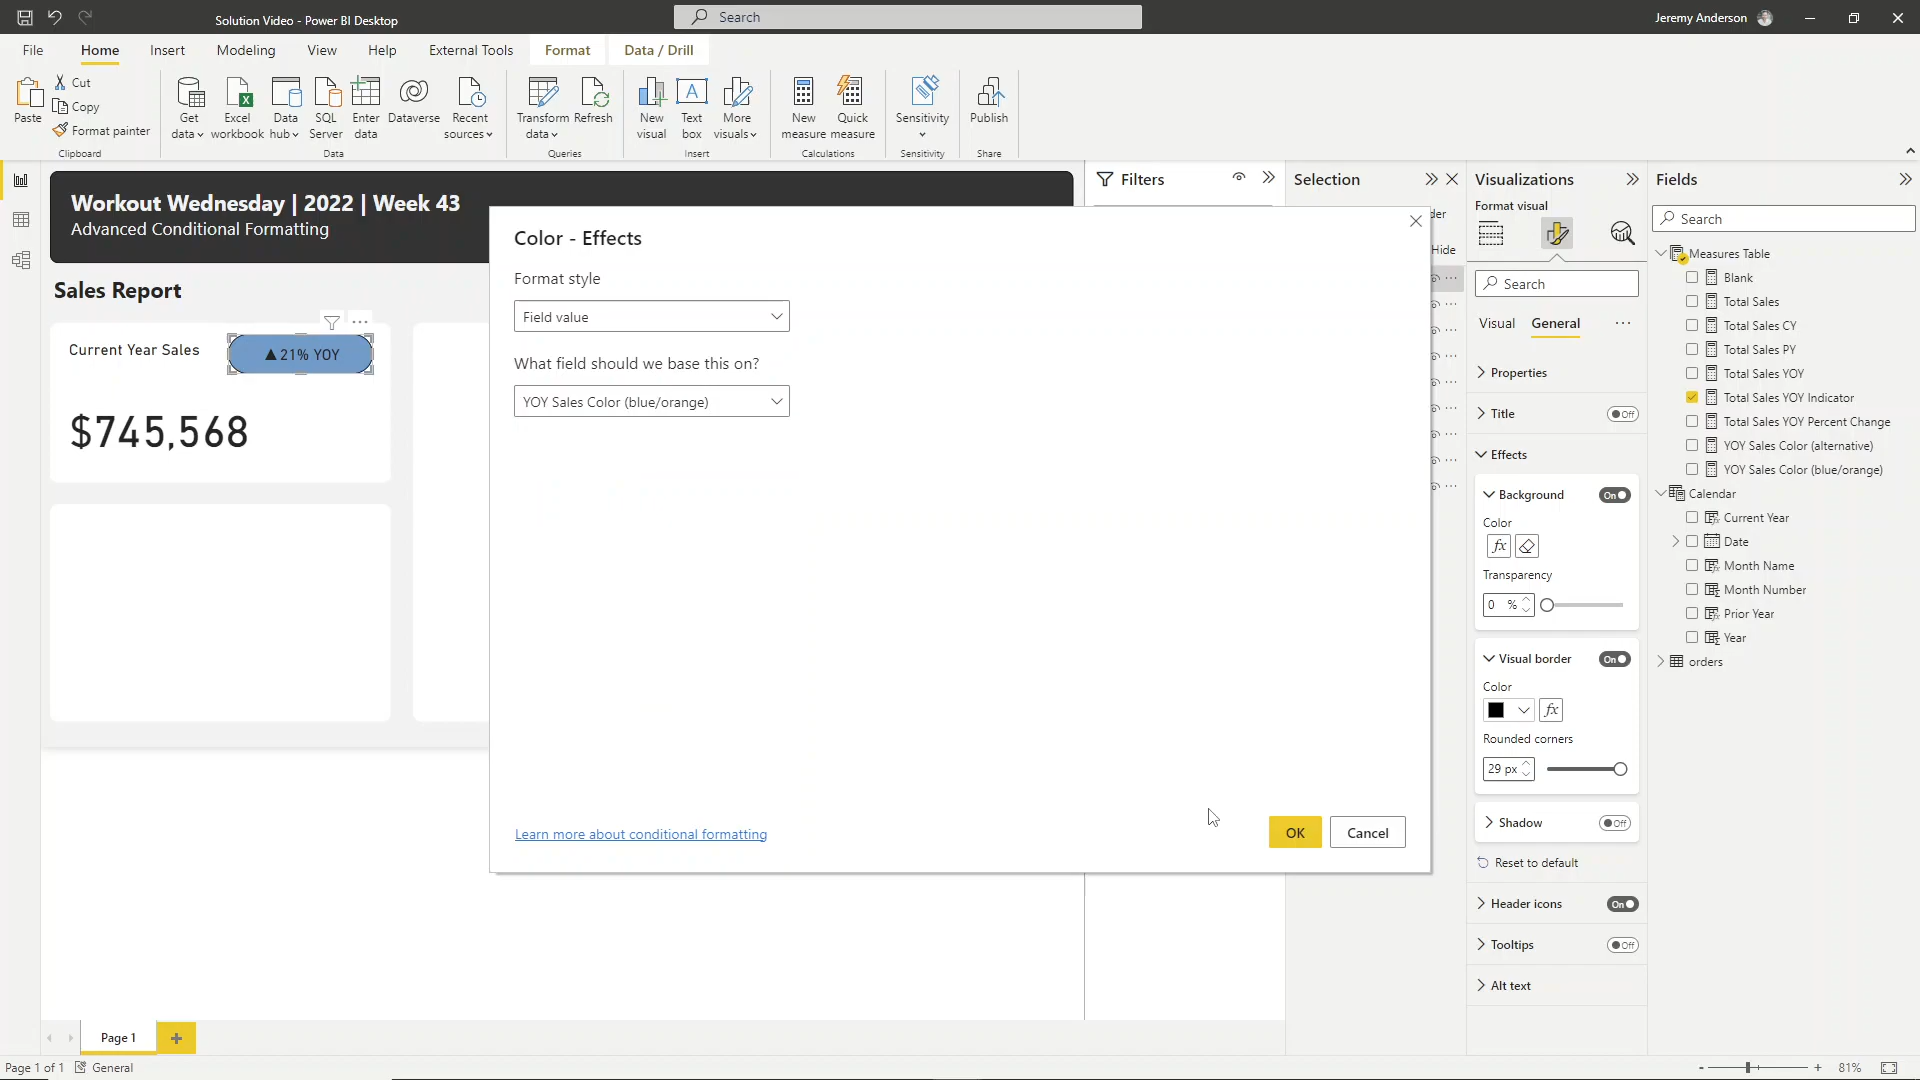 Solution Video - Power BI Desktop
Search
Jeremy Anderson
File
Home
Insert
Modeling
View
Help
External Tools
Format
Data / Drill
Paste
Cut
Copy
Format painter
Clipboard
Get data
Excel workbook
Data hub
SQL Server
Enter data
Dataverse
Recent sources
Data
Transform data
Refresh
Queries
New visual
Text box
More visuals
Insert
New measure
Quick measure
Calculations
Sensitivity
Sensitivity
Publish
Share
Workout Wednesday | 2022 | Week 43
Advanced Conditional Formatting
Sales Report
Current Year Sales
▲21% YOY
$745,568
Color - Effects
Format style
Field value
What field should we base this on?
YOY Sales Color (blue/orange)
Learn more about conditional formatting
OK
Cancel
Filters
Selection
der
Hide
Visualizations
Format visual
Search
Visual
General
Properties
Title
Off
Effects
Background
On
Color
fx
Transparency
0 %
Visual border
On
Color
fx
Rounded corners
29 px
Shadow
Off
Reset to default
Header icons
On
Tooltips
Off
Alt text
Fields
Search
Measures Table
Blank
Total Sales
Total Sales CY
Total Sales PY
Total Sales YOY
Total Sales YOY Indicator
Total Sales YOY Percent Change
YOY Sales Color (alternative)
YOY Sales Color (blue/orange)
Calendar
Current Year
Date
Month Name
Month Number
Prior Year
Year
orders
Page 1
Page 1 of 1
General
81%